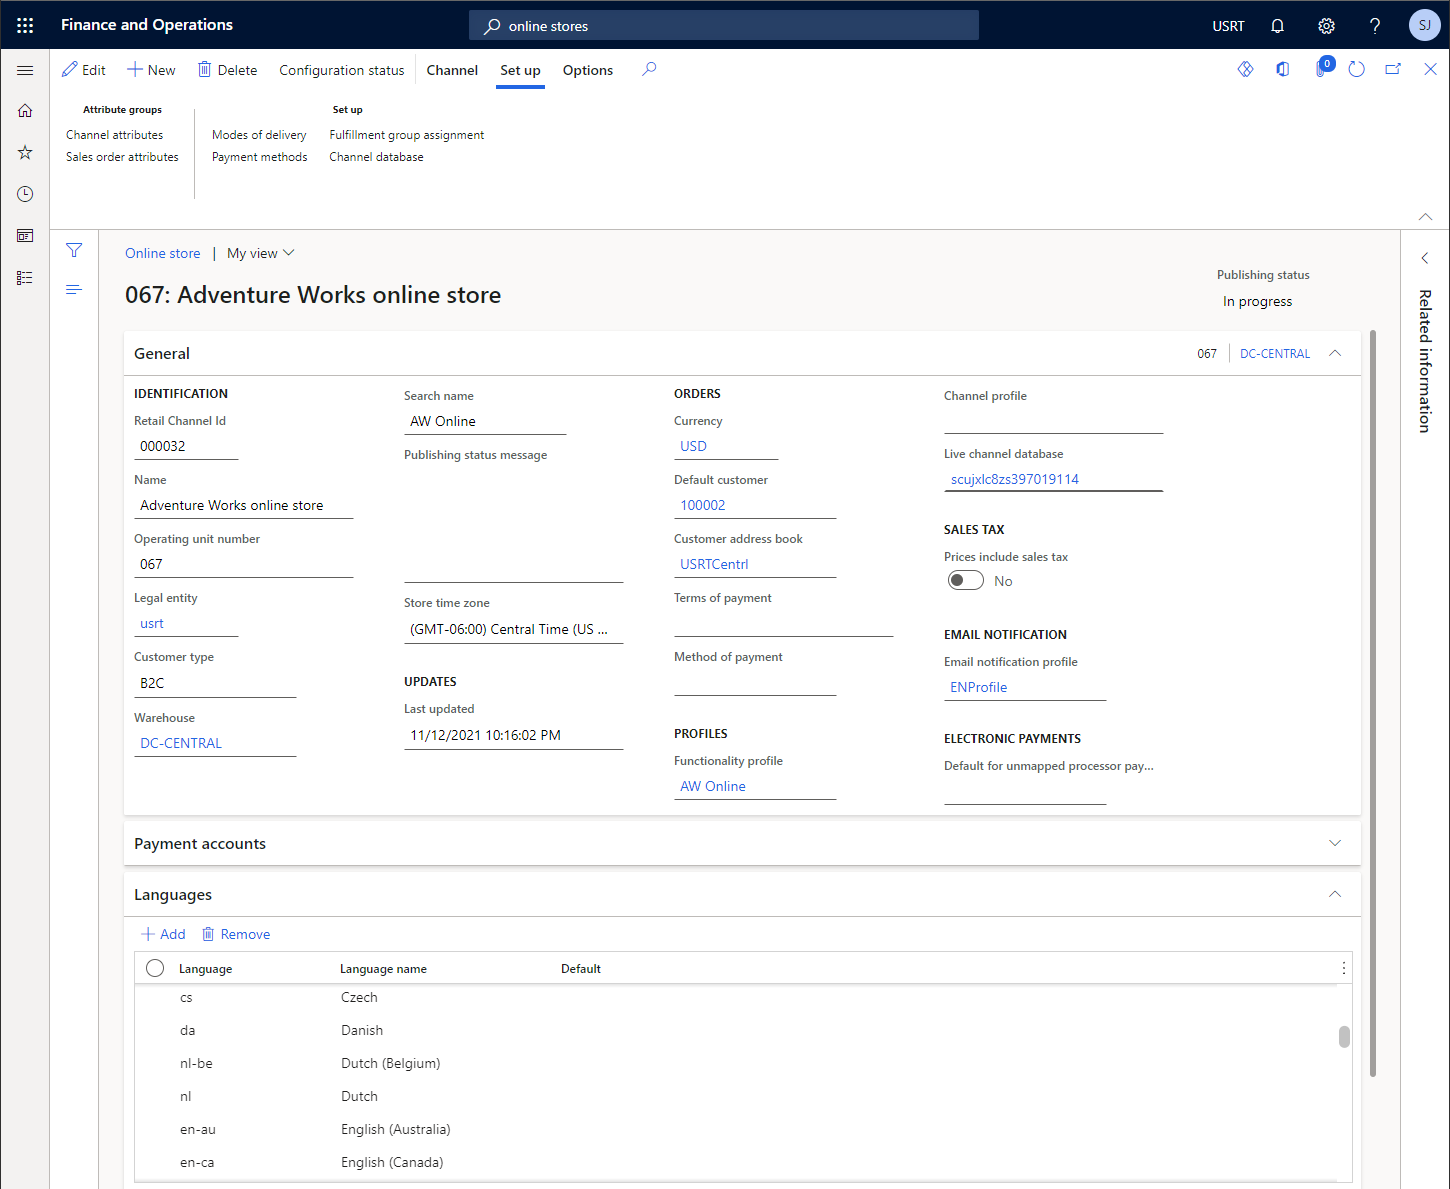 Finance and Operations
online stores
USRT
?
SJ
Edit
New
Delete
Configuration status
Channel
Set up
Options
0
Attribute groups
Channel attributes
Sales order attributes
Set up
Modes of delivery
Payment methods
Fulfillment group assignment
Channel database
Online store | My view
067: Adventure Works online store
Publishing status
In progress
Related information
General
067
DC-CENTRAL
IDENTIFICATION
Retail Channel Id
000032
Name
Adventure Works online store
Operating unit number
067
Legal entity
usrt
Customer type
B2C
Warehouse
DC-CENTRAL
Search name
AW Online
Publishing status message
Store time zone
(GMT-06:00) Central Time (US ...
UPDATES
Last updated
11/12/2021 10:16:02 PM
ORDERS
Currency
USD
Default customer
100002
Customer address book
USRTCentrl
Terms of payment
Method of payment
PROFILES
Functionality profile
AW Online
Channel profile
Live channel database
scujxlc8zs397019114
SALES TAX
Prices include sales tax
No
EMAIL NOTIFICATION
Email notification profile
ENProfile
ELECTRONIC PAYMENTS
Default for unmapped processor pay...
Payment accounts
Languages
Add
Remove
Language Language name Default
cs Czech
da Danish
nl-be Dutch (Belgium)
nl Dutch
en-au English (Australia)
en-ca English (Canada)